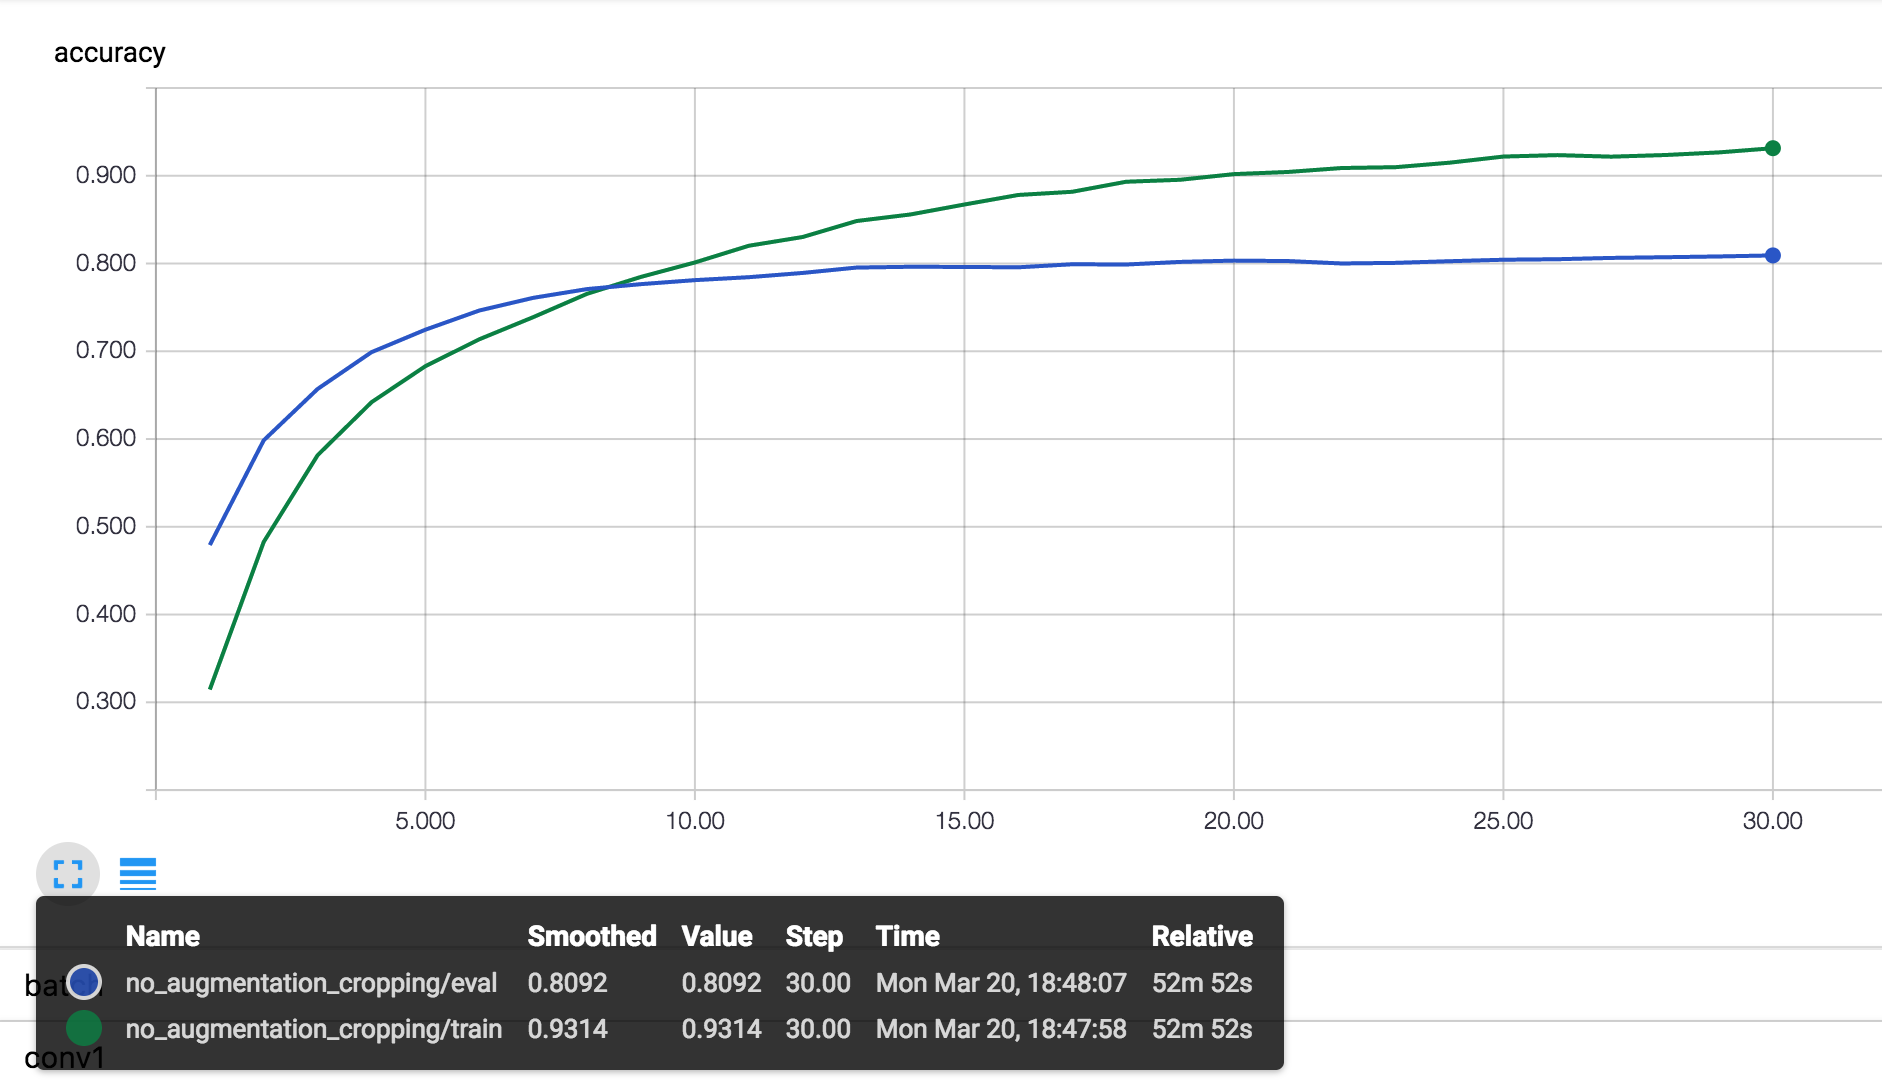 accuracy
0.900
0.800
0.700
0.600
0.500
0.400
0.300
5.000 10.00 15.00 20.00 25.00 30.00
Name Smoothed Value Step Time Relative
no_augmentation_cropping/eval 0.8092 0.8092 30.00 Mon Mar 20, 18:48:07 52m 52s
no_augmentation_cropping/train 0.9314 0.9314 30.00 Mon Mar 20, 18:47:58 52m 52s
conv1